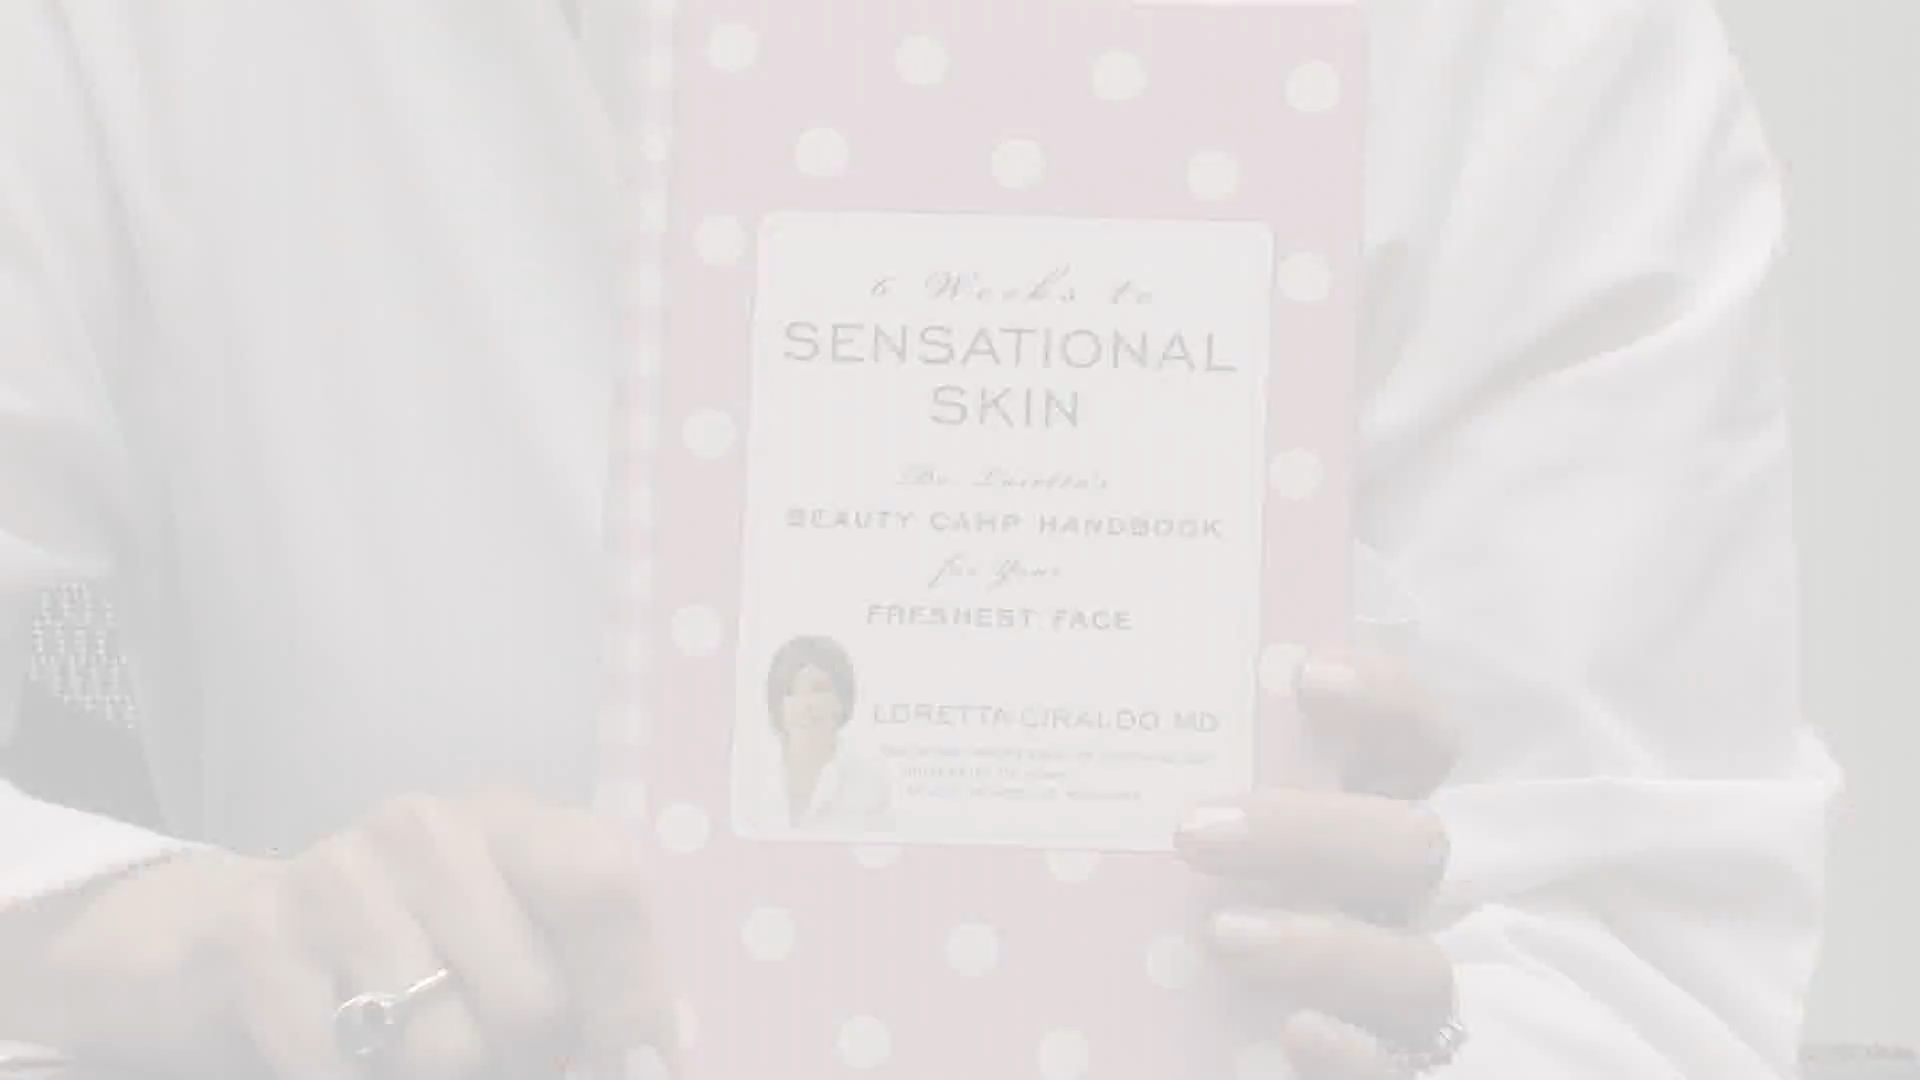 6 Weeks to
SENSATIONAL
SKIN
Dr. Loretta's
BEAUTY CAMP HANDBOOK
for Your
FRESHEST FACE
LORETTA CIRALDO MD